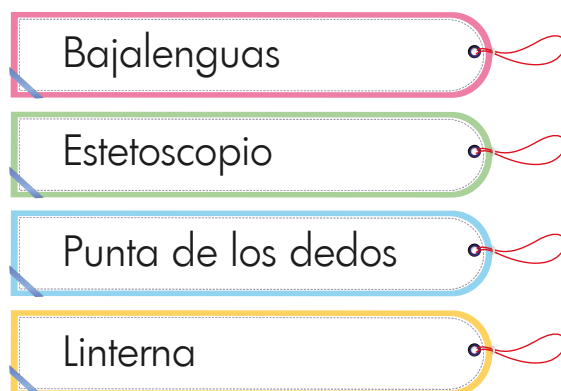 Bajalenguas
Estetoscopio
Punta de los dedos
Linterna